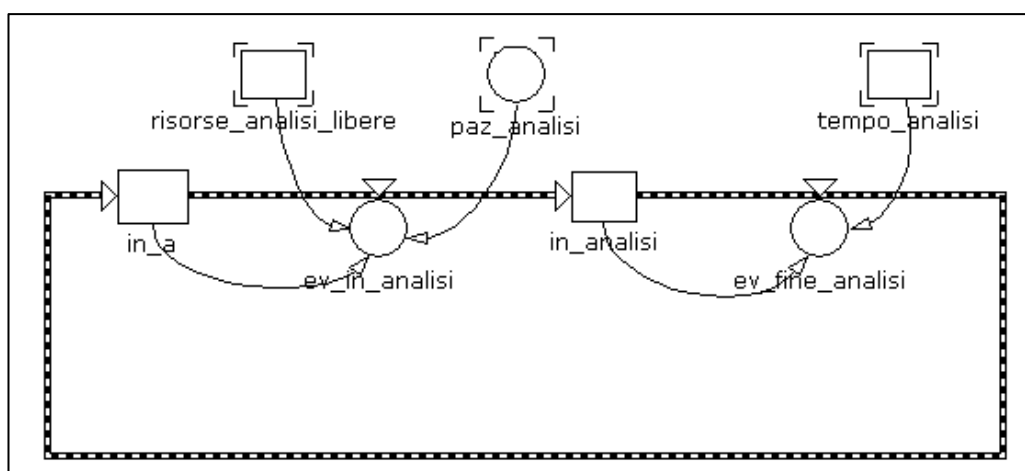 risorse_analisi_libere
paz_analisi
tempo_analisi
in_a
ev_in_analisi
in_analisi
ev_fine_analisi